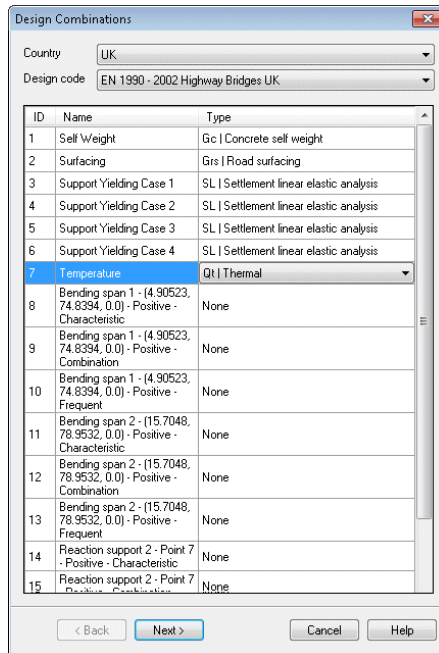 Design Combinations
Country
UK
Design code
EN 1990 - 2002 Highway Bridges UK
ID Name Type
1 Self Weight Gc | Concrete self weight
2 Surfacing Grs | Road surfacing
3 Support Yielding Case 1 SL | Settlement linear elastic analysis
4 Support Yielding Case 2 SL | Settlement linear elastic analysis
5 Support Yielding Case 3 SL | Settlement linear elastic analysis
6 Support Yielding Case 4 SL | Settlement linear elastic analysis
7 Temperature Qt | Thermal
8 Bending span 1 - (4.90523,
74.8394, 0.0) - Positive - None
Characteristic
9 Bending span 1 - (4.90523,
74.8394, 0.0) - Positive - None
Combination
10 Bending span 1 - (4.90523,
74.8394, 0.0) - Positive - None
Frequent
11 Bending span 2 - (15.7048,
78.9532, 0.0) - Positive - None
Characteristic
12 Bending span 2 - (15.7048,
78.9532, 0.0) - Positive - None
Combination
13 Bending span 2 - (15.7048,
78.9532, 0.0) - Positive - None
Frequent
14 Reaction support 2 - Point 7
- Positive - Characteristic None
15 Reaction support 2 - Point 7
None
< Back Next > Cancel Help